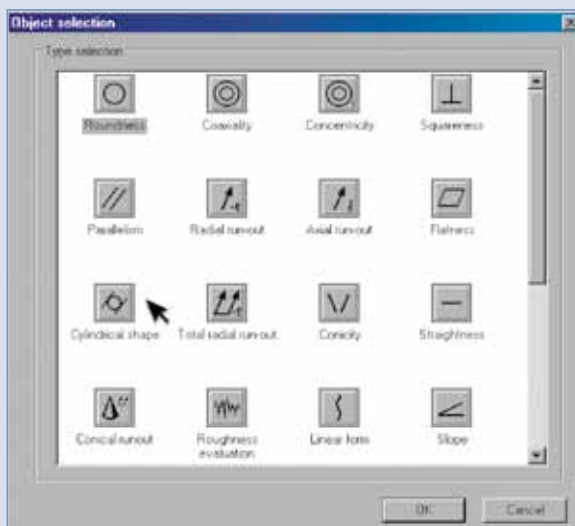 Object selection
Type selection
Roundness
Coaxiality
Concentricity
Squareness
Parallelism
Radial run-out
Axial run-out
Flatness
Cylindrical shape
Total radial run-out
Conicity
Straightness
Conical runout
Roughness
evaluation
Linear form
Slope
OK
Cancel